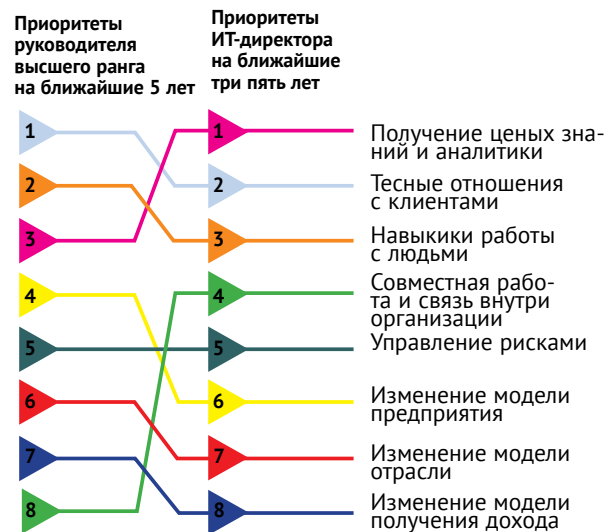 Приоритеты
руководителя
высшего ранга
на ближайшие 5 лет
Приоритеты
ИТ-директора
на ближайшие
три пять лет
1
2
3
4
5
6
7
8
1
2
3
4
5
6
7
8
Получение ценых зна-
ний и аналитики
Тесные отношения
с клиентами
Навыкики работы
с людьми
Совместная рабо-
та и связь внутри
организации
Управление рисками
Изменение модели
предприятия
Изменение модели
отрасли
Изменение модели
получения дохода